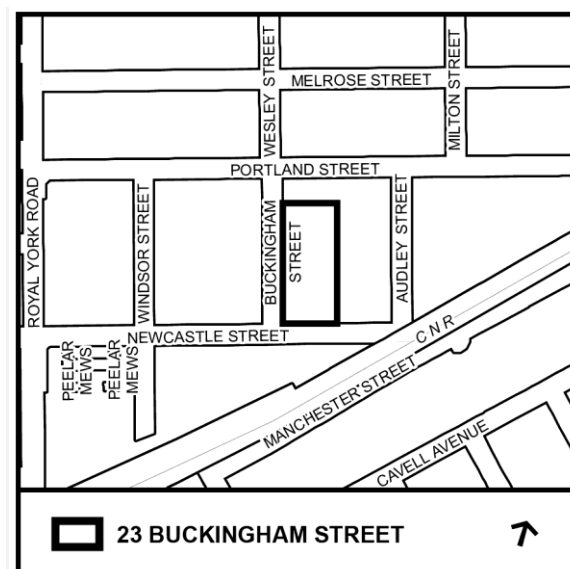 WESLEY STREET
MILTON STREET
MELROSE STREET
PORTLAND STREET
ROYAL YORK ROAD
WINDSOR STREET
BUCKINGHAM
STREET
AUDLEY STREET
NEWCASTLE STREET
PEELAR
MEWS
PEELAR
MEWS
CNR
MANCHESTER STREET
CAVELL AVENUE
23 BUCKINGHAM STREET